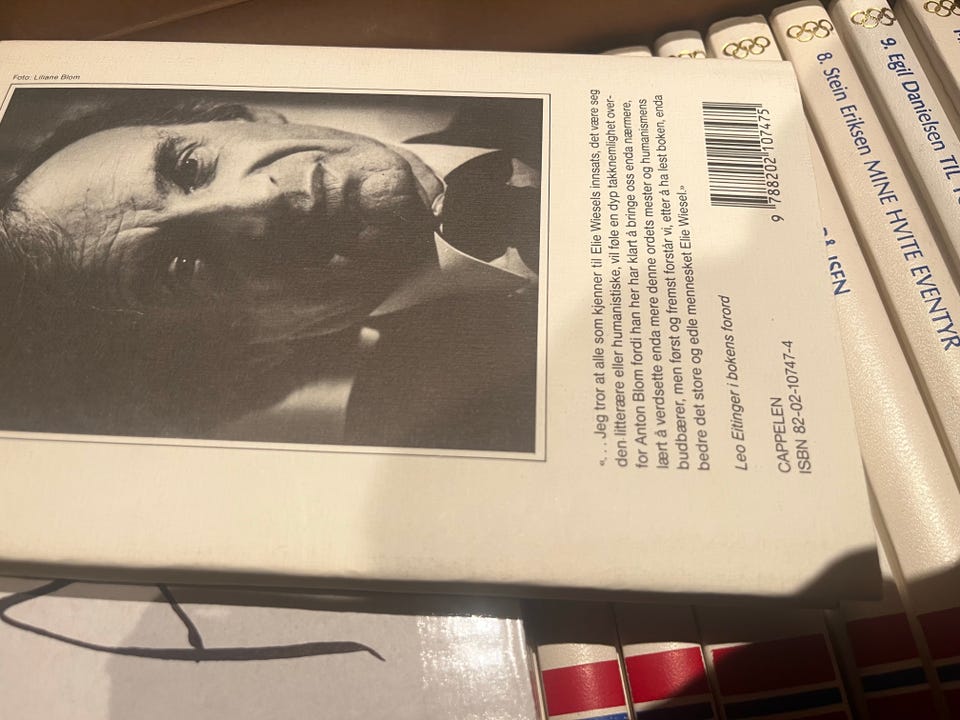 Foto: Liliane Blom
«. . . Jeg tror at alle som kjenner til Elie Wiesels innsats, det være seg
den litterære eller humanistiske, vil føle en dyp takknemlighet over-
for Anton Blom fordi han her har klart å bringe oss enda nærmere,
lært å verdsette enda mere denne ordets mester og humanismens
budbærer, men først og fremst forstår vi, etter å ha lest boken, enda
bedre det store og edle mennesket Elie Wiesel.»
Leo Eitinger i bokens forord
CAPPELEN
ISBN 82-02-10747-4
9 788202 107475
ISEN
8. Stein Eriksen MINE HVITE EVENTYR
9. Egil Danielsen TIL